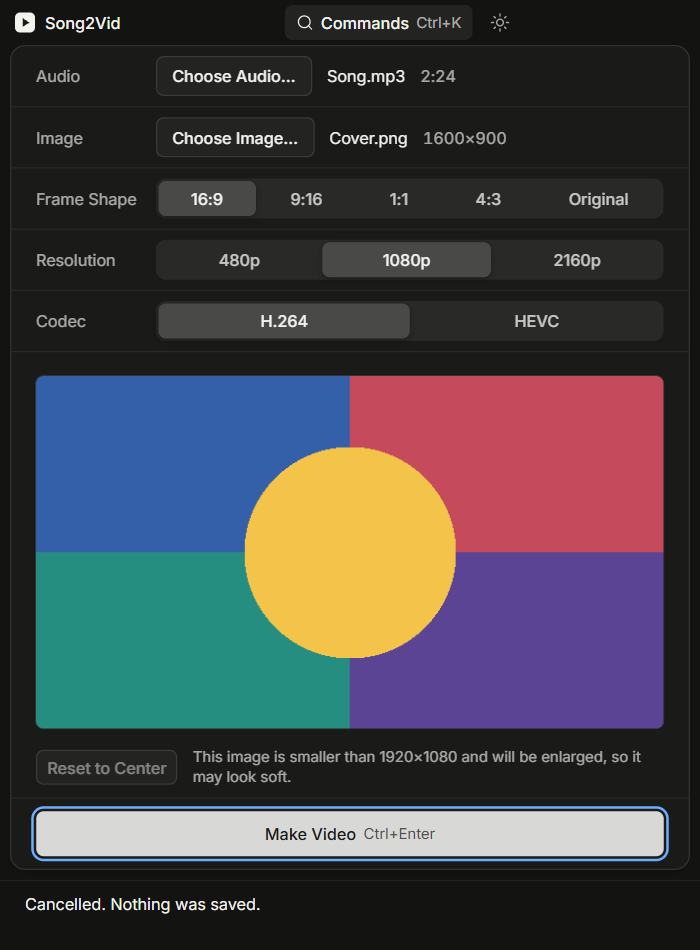 Song2Vid
Commands Ctrl+K
Audio Choose Audio... Song.mp3 2:24
Image Choose Image... Cover.png 1600×900
Frame Shape 16:9 9:16 1:1 4:3 Original
Resolution 480p 1080p 2160p
Codec H.264 HEVC
Reset to Center
This image is smaller than 1920×1080 and will be enlarged, so it
may look soft.
Make Video Ctrl+Enter
Cancelled. Nothing was saved.